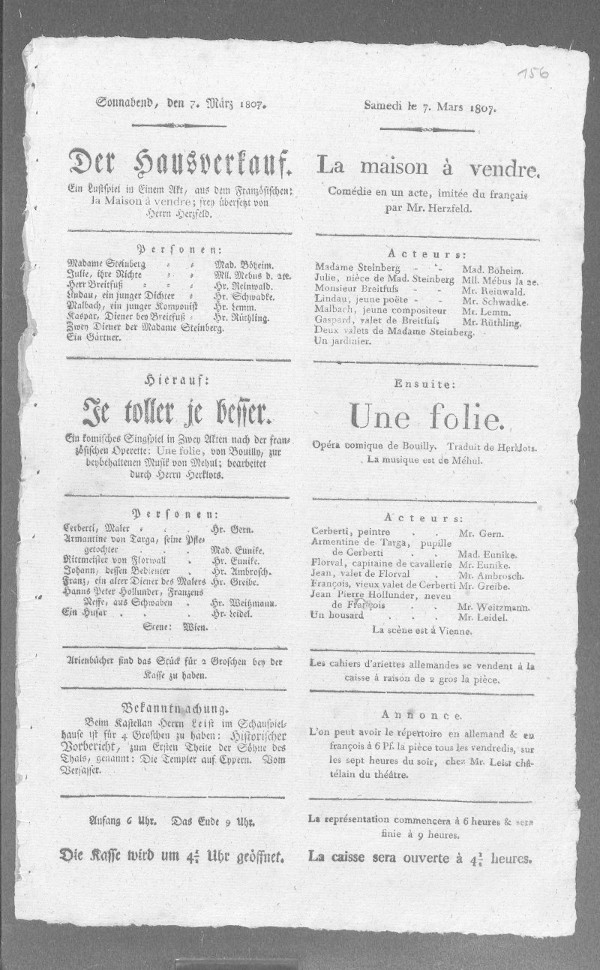 156
Sonnabend, den 7. März 1807.
Der Hausverkauf.
Ein Lustspiel in Einem Akt, aus dem Französischen:
la Maison à vendre; frey übersetzt von
Herrn Herzfeld.
Personen:
Madame Steinberg - - Mad. Böheim.
Julie, ihre Nichte - - Mll. Mebus d. 2te.
Herr Breitfuß - - - Hr. Reinwald.
Lindau, ein junger Dichter - Hr. Schwadke.
Malbach, ein junger Komponist Hr. Lemm.
Kaspar, Diener bey Breitfuß - Hr. Rüthling.
Zwey Diener der Madame Steinberg.
Ein Gärtner.
Hierauf:
Je toller je besser.
Ein komisches Singspiel in Zwey Akten nach der fran-
zösischen Operette: Une folie, von Bouilly, zur
beybehaltenen Musik von Mehul; bearbeitet
durch Herrn Herklots.
Personen:
Cerberti, Maler - . . Hr. Gern.
Armantine von Targa, seine Pfle-
getochter . . . Mad. Eunike.
Rittmeister von Florwall . Hr. Eunike.
Johann, dessen Bedienter . Hr. Ambrosch.
Franz, ein alter Diener des Malers Hr. Greibe.
Hanns Peter Hollunder, Franzens
Neffe, aus Schwaben . Hr. Weitzmann.
Ein Husar . . . Hr. Leidel.
Scene: Wien.
Arienbücher sind das Stück für 2 Groschen bey der
Kasse zu haben.
Bekanntmachung.
Beim Kastellan Herrn Leist im Schauspiel-
hause ist für 4 Groschen zu haben: Historischer
Vorbericht, zum Ersten Theile der Söhne des
Thals, genannt: Die Templer auf Cypern. Vom
Verfasser.
Anfang 6 Uhr. Das Ende 9 Uhr.
Die Kasse wird um 4½ Uhr geöffnet.
Samedi le 7. Mars 1807.
La maison à vendre.
Comédie en un acte, imitée du français
par Mr. Herzfeld.
Acteurs:
Madame Steinberg - - Mad. Böheim.
Julie, nièce de Mad. Steinberg Mll. Mébus la 2e.
Monsieur Breitfuſs - - Mr. Reinwald.
Lindau, jeune poëte - - Mr. Schwadke.
Malbach, jeune compositeur Mr. Lemm.
Gaspard, valet de Breitfuſs Mr. Rüthling.
Deux valets de Madame Steinberg.
Un jardinier.
Ensuite:
Une folie.
Opéra comique de Bouilly. Traduit de Herklots.
La musique est de Méhul.
Acteurs:
Cerberti, peintre . . Mr. Gern.
Armentine de Targa, pupille
de Cerberti . . Mad. Eunike.
Florval, capitaine de cavallerie Mr. Eunike.
Jean, valet de Florval . Mr. Ambrosch.
François, vieux valet de Cerberti Mr. Greibe.
Jean Pierre Hollunder, neveu
de François . . Mr. Weitzmann.
Un housard . . . Mr. Leidel.
La scène est à Vienne.
Les cahiers d'ariettes allemandes se vendent à la
caisse à raison de 2 gros la pièce.
Annonce.
L'on peut avoir le répertoire en allemand & en
français à 6 Pf. la pièce tous les vendredis, sur
les sept heures du soir, chez Mr. Leist châ-
télain du théâtre.
La représentation commencera à 6 heures & sera
finie à 9 heures.
La caisse sera ouverte à 4½ heures.